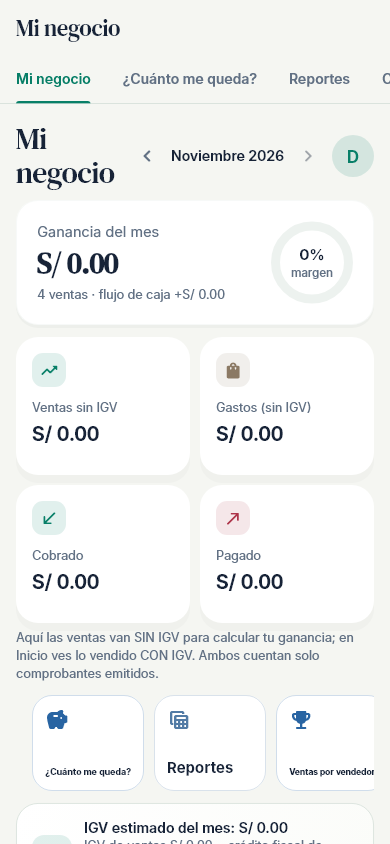 Mi negocio
Mi negocio
¿Cuánto me queda?
Reportes
Mi
negocio
Noviembre 2026
D
Ganancia del mes
S/ 0.00
4 ventas · flujo de caja +S/ 0.00
0%
margen
Ventas sin IGV
S/ 0.00
Gastos (sin IGV)
S/ 0.00
Cobrado
S/ 0.00
Pagado
S/ 0.00
Aquí las ventas van SIN IGV para calcular tu ganancia; en
Inicio ves lo vendido CON IGV. Ambos cuentan solo
comprobantes emitidos.
¿Cuánto me queda?
Reportes
Ventas por vendedor
IGV estimado del mes: S/ 0.00